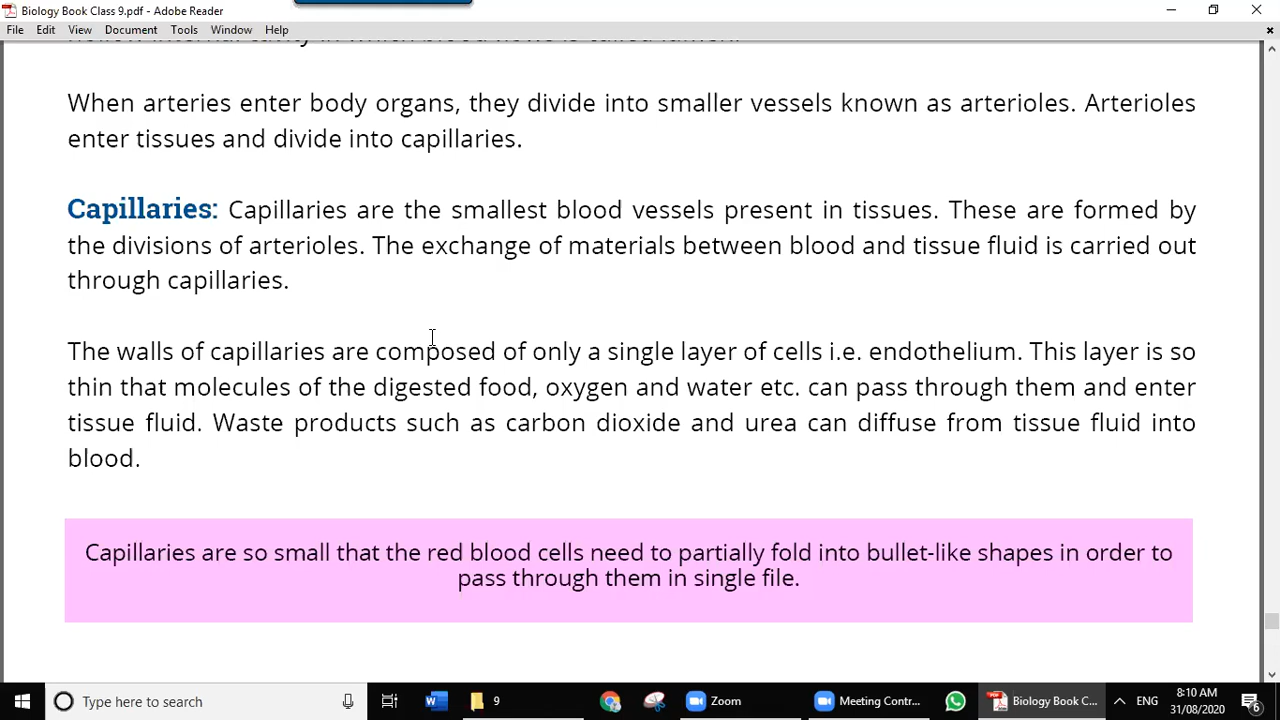 Biology Book Class 9.pdf - Adobe Reader
File Edit View Document Tools Window Help
When arteries enter body organs, they divide into smaller vessels known as arterioles. Arterioles
enter tissues and divide into capillaries.
Capillaries: Capillaries are the smallest blood vessels present in tissues. These are formed by
the divisions of arterioles. The exchange of materials between blood and tissue fluid is carried out
through capillaries.
The walls of capillaries are composed of only a single layer of cells i.e. endothelium. This layer is so
thin that molecules of the digested food, oxygen and water etc. can pass through them and enter
tissue fluid. Waste products such as carbon dioxide and urea can diffuse from tissue fluid into
blood.
Capillaries are so small that the red blood cells need to partially fold into bullet-like shapes in order to
pass through them in single file.
Type here to search
9
Zoom
Meeting Contr...
Biology Book C...
ENG
8:10 AM
31/08/2020
6